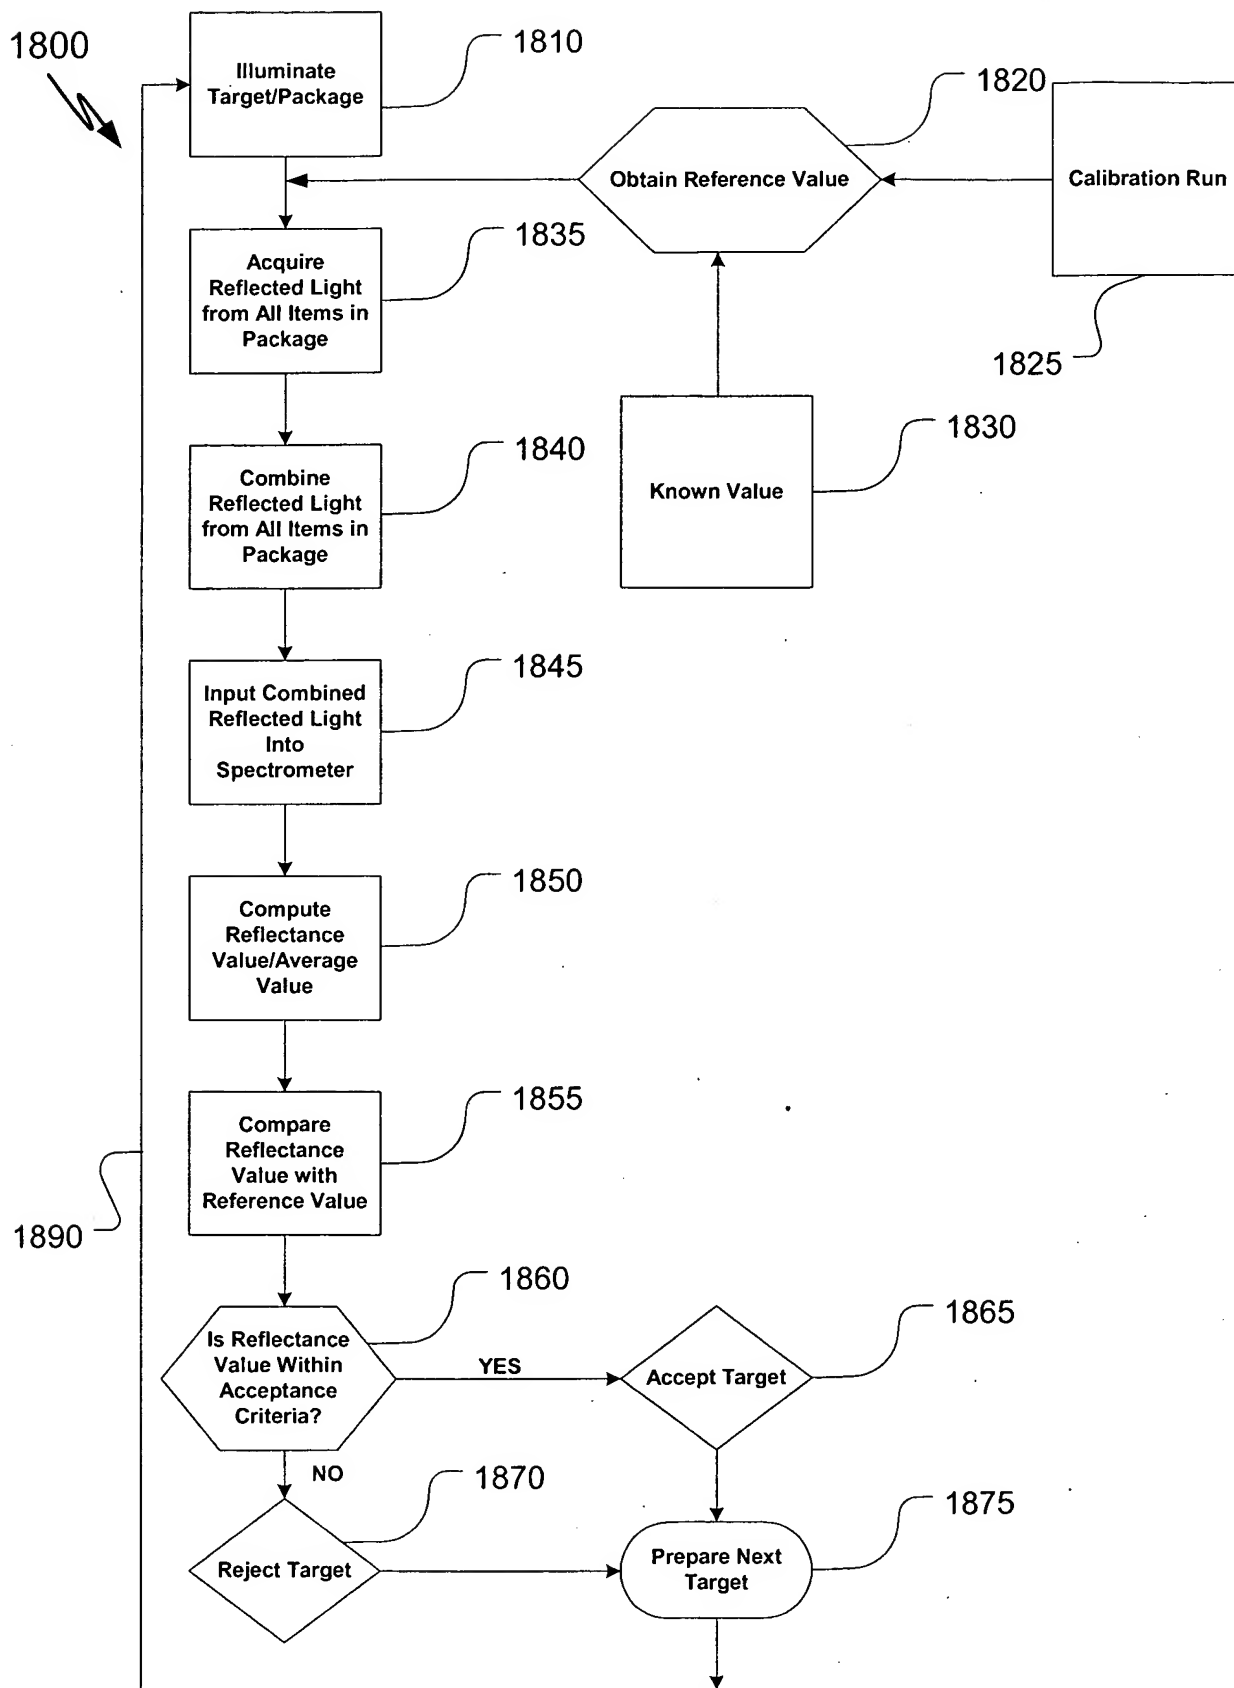 1800
Illuminate
Target/Package
1810
1820
Obtain Reference Value
Calibration Run
1825
1835
Acquire
Reflected Light
from All Items in
Package
1830
Known Value
1840
Combine
Reflected Light
from All Items in
Package
1845
Input Combined
Reflected Light
Into
Spectrometer
1850
Compute
Reflectance
Value/Average
Value
1855
Compare
Reflectance
Value with
Reference Value
1890
1860
Is Reflectance
Value Within
Acceptance
Criteria?
YES
1865
Accept Target
NO
1870
Reject Target
1875
Prepare Next
Target